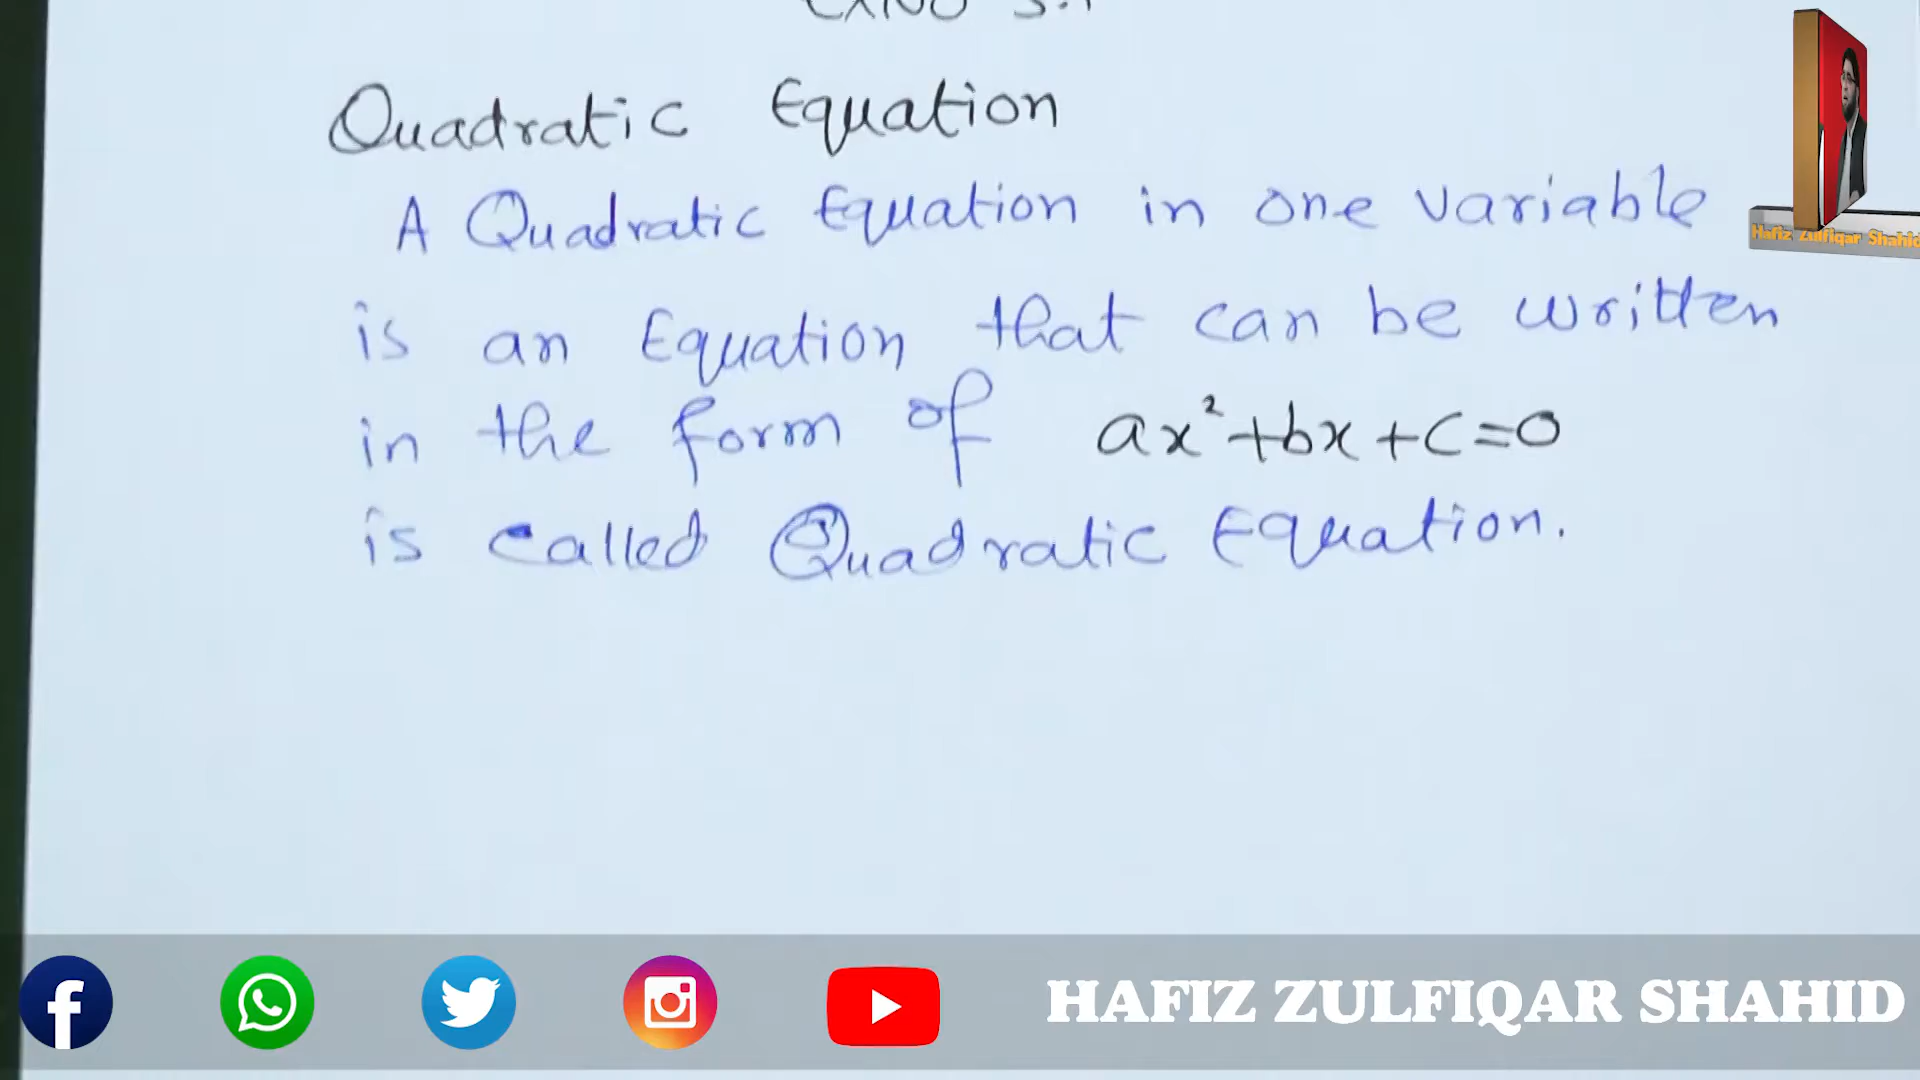 Quadratic Equation
A Quadratic Equation in one variable
is an Equation that can be written
in the form of ax²+bx+c=0
is called Quadratic Equation.
Hafiz Zulfiqar Shahid
HAFIZ ZULFIQAR SHAHID